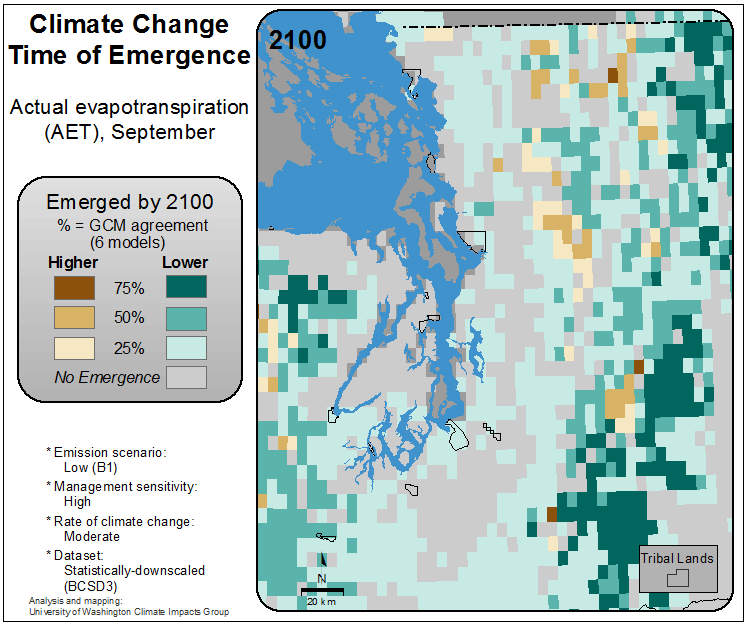 Climate Change
Time of Emergence
Actual evapotranspiration
(AET), September
Emerged by 2100
% = GCM agreement
(6 models)
Higher Lower
75%
50%
25%
No Emergence
* Emission scenario:
Low (B1)
* Management sensitivity:
High
* Rate of climate change:
Moderate
* Dataset:
Statistically-downscaled
(BCSD3)
Analysis and mapping:
University of Washington Climate Impacts Group
2100
N
20 km
Tribal Lands